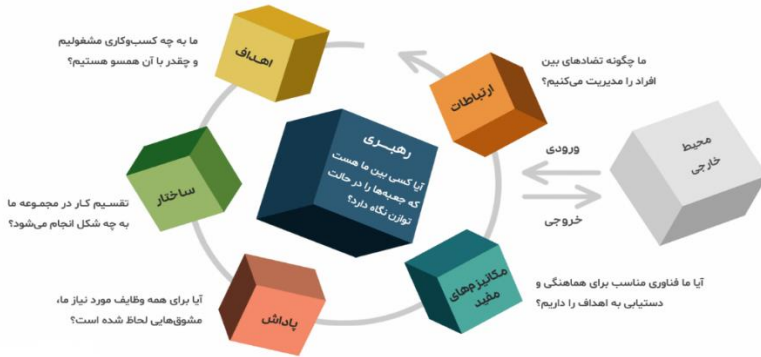 ما به چه کسب‌وکاری مشغولیم
و چقدر با آن همسو هستیم؟
اهداف
ما چگونه تضادهای بین
افراد را مدیریت می‌کنیم؟
ارتباطات
رهبـری
آیا کسی بین ما هست
که جعبه‌ها را در حالت
توازن نگاه دارد؟
محیط
خارجی
ورودی
خروجی
ساختار
تقسیم کـار در مجمـوعه ما
به چه شکل انجام می‌شود؟
پاداش
آیا برای همه وظایف مورد نیاز ما،
مشوق‌هایی لحاظ شده است؟
مکانیزم‌های
مفید
آیا ما فناوری مناسب برای هماهنگی و
دستیابی به اهداف را داریم؟